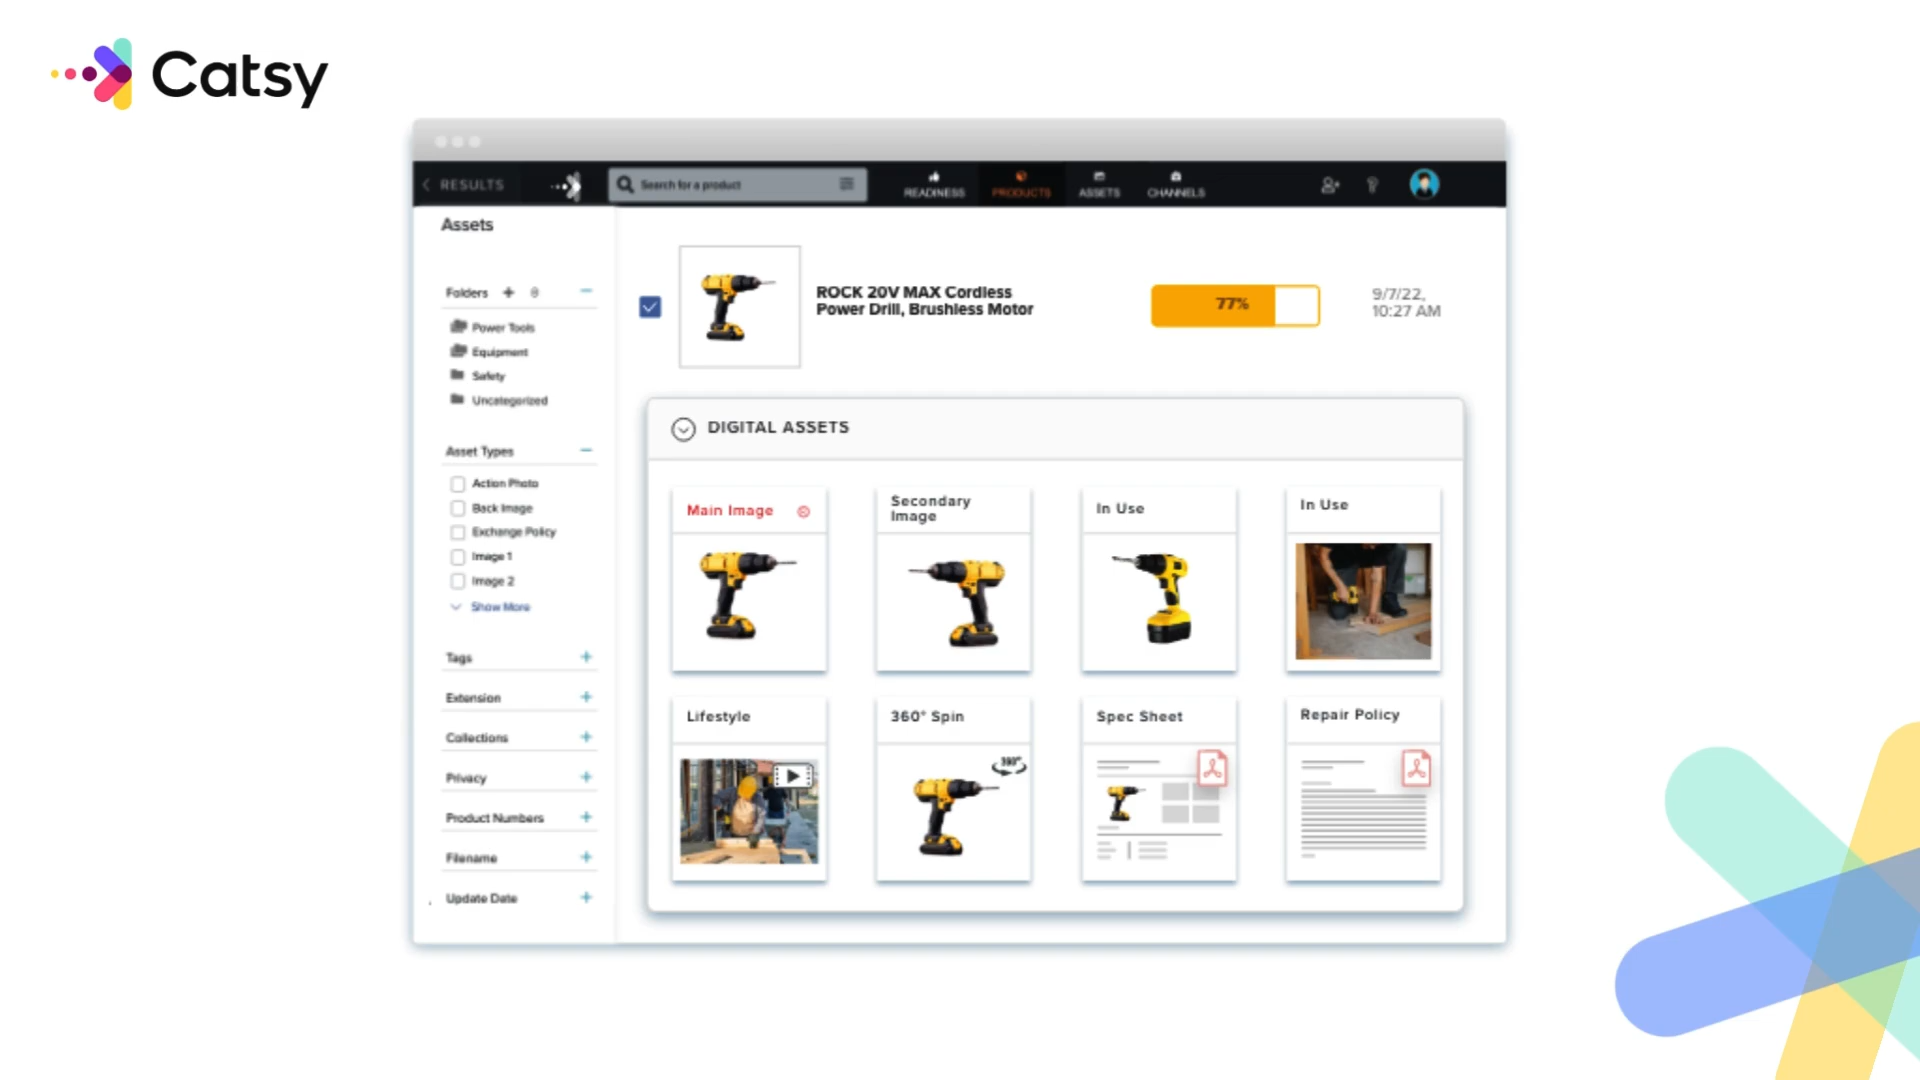 Catsy
RESULTS
Search for a product
READINESS
PRODUCTS
ASSETS
CHANNELS
Assets
Folders
Power Tools
Equipment
Safety
Uncategorized
Asset Types
Action Photo
Back Image
Exchange Policy
Image 1
Image 2
Show More
Tags
Extension
Collections
Privacy
Product Numbers
Filename
Update Date
ROCK 20V MAX Cordless
Power Drill, Brushless Motor
77%
9/7/22,
10:27 AM
DIGITAL ASSETS
Main Image
Secondary
Image
In Use
In Use
Lifestyle
360° Spin
360°
Spec Sheet
Repair Policy